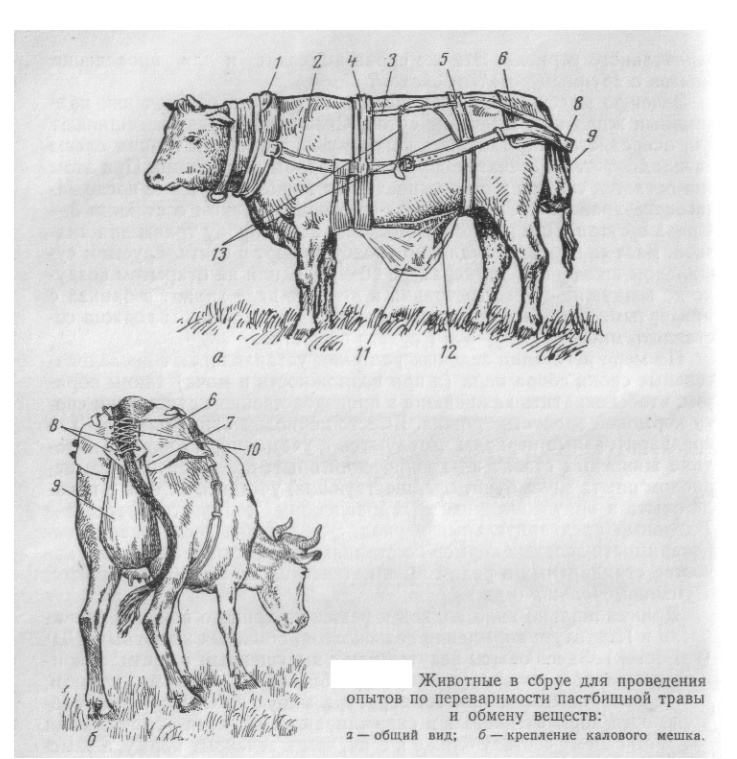 1 2 4 3 5 6
8
9
13
11 12
а
6
8 7
10
9
б
Животные в сбруе для проведения
опытов по переваримости пастбищной травы
и обмену веществ:
а — общий вид; б — крепление калового мешка.